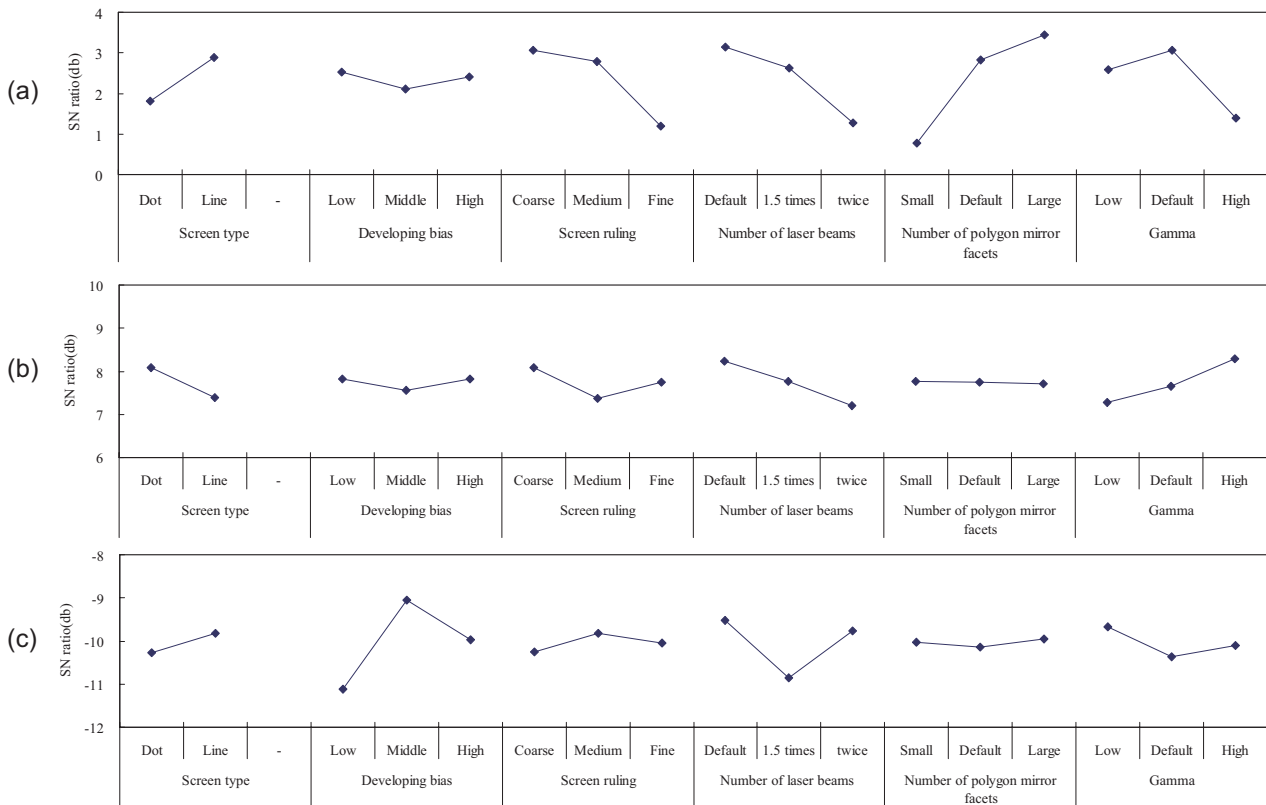 (a)
SN ratio(db)
4
3
2
1
0
Dot Line - Low Middle High Coarse Medium Fine Default 1.5 times twice Small Default Large Low Default High
Screen type Developing bias Screen ruling Number of laser beams Number of polygon mirror facets Gamma
(b)
SN ratio(db)
10
9
8
7
6
Dot Line - Low Middle High Coarse Medium Fine Default 1.5 times twice Small Default Large Low Default High
Screen type Developing bias Screen ruling Number of laser beams Number of polygon mirror facets Gamma
(c)
SN ratio(db)
-8
-9
-10
-11
-12
Dot Line - Low Middle High Coarse Medium Fine Default 1.5 times twice Small Default Large Low Default High
Screen type Developing bias Screen ruling Number of laser beams Number of polygon mirror facets Gamma